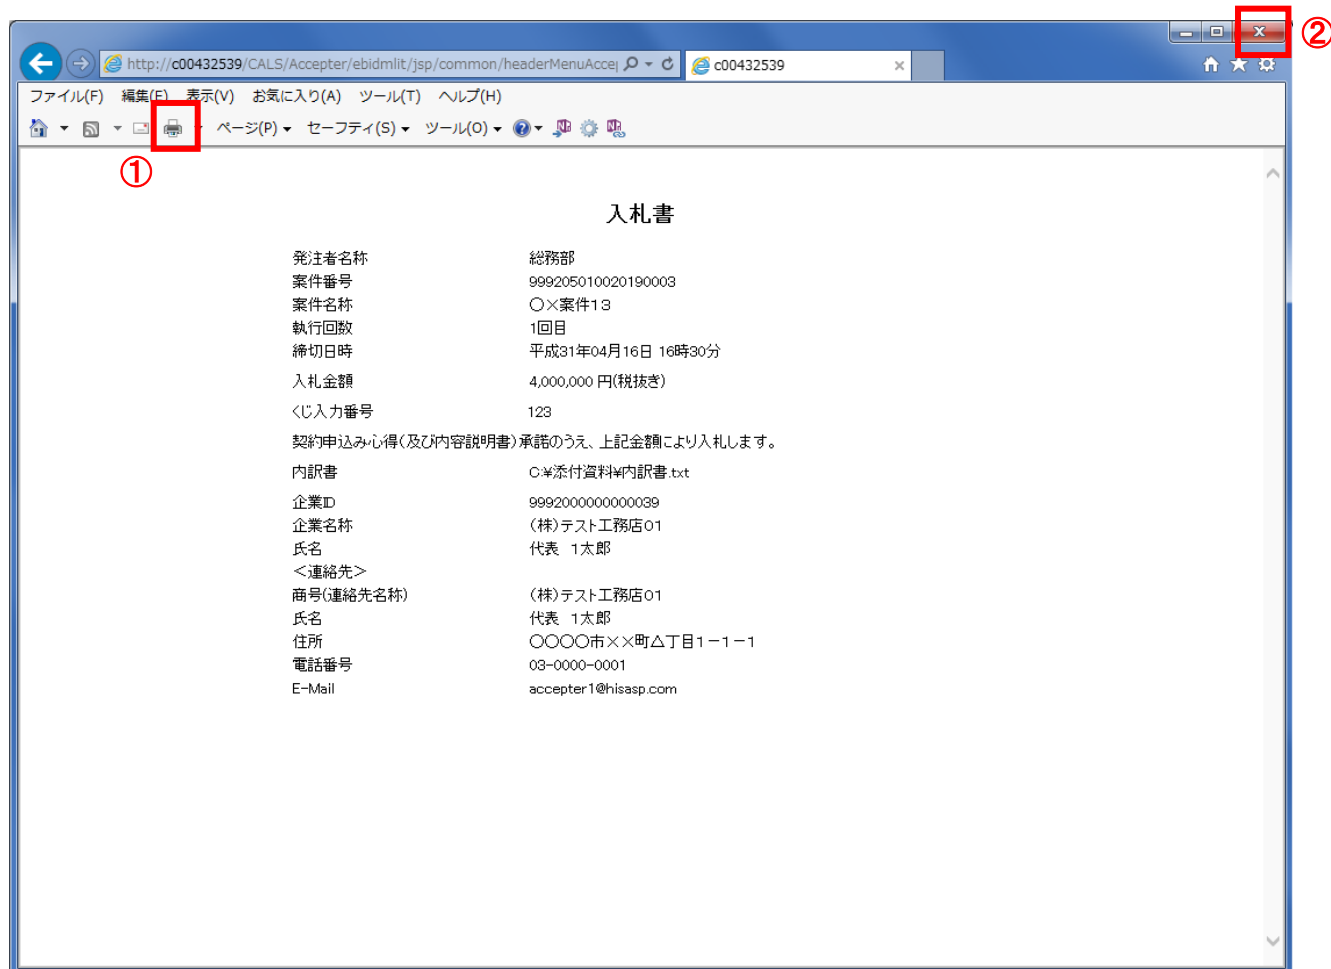 ②
http://c00432539/CALS/Accepter/ebidmlit/jsp/common/headerMenuAcce
c00432539
ファイル(F) 編集(E) 表示(V) お気に入り(A) ツール(T) ヘルプ(H)
ページ(P) セーフティ(S) ツール(O)
①
入札書
発注者名称 総務部
案件番号 999205010020190003
案件名称 〇×案件13
執行回数 1回目
締切日時 平成31年04月16日 16時30分
入札金額 4,000,000 円(税抜き)
くじ入力番号 123
契約申込み心得(及び内容説明書)承諾のうえ、上記金額により入札します。
内訳書 C:¥添付資料¥内訳書.txt
企業ID 9992000000000039
企業名称 (株)テスト工務店01
氏名 代表 1太郎
<連絡先>
商号(連絡先名称) (株)テスト工務店01
氏名 代表 1太郎
住所 〇〇〇〇市××町△丁目1-1-1
電話番号 03-0000-0001
E-Mail accepter1@hisasp.com